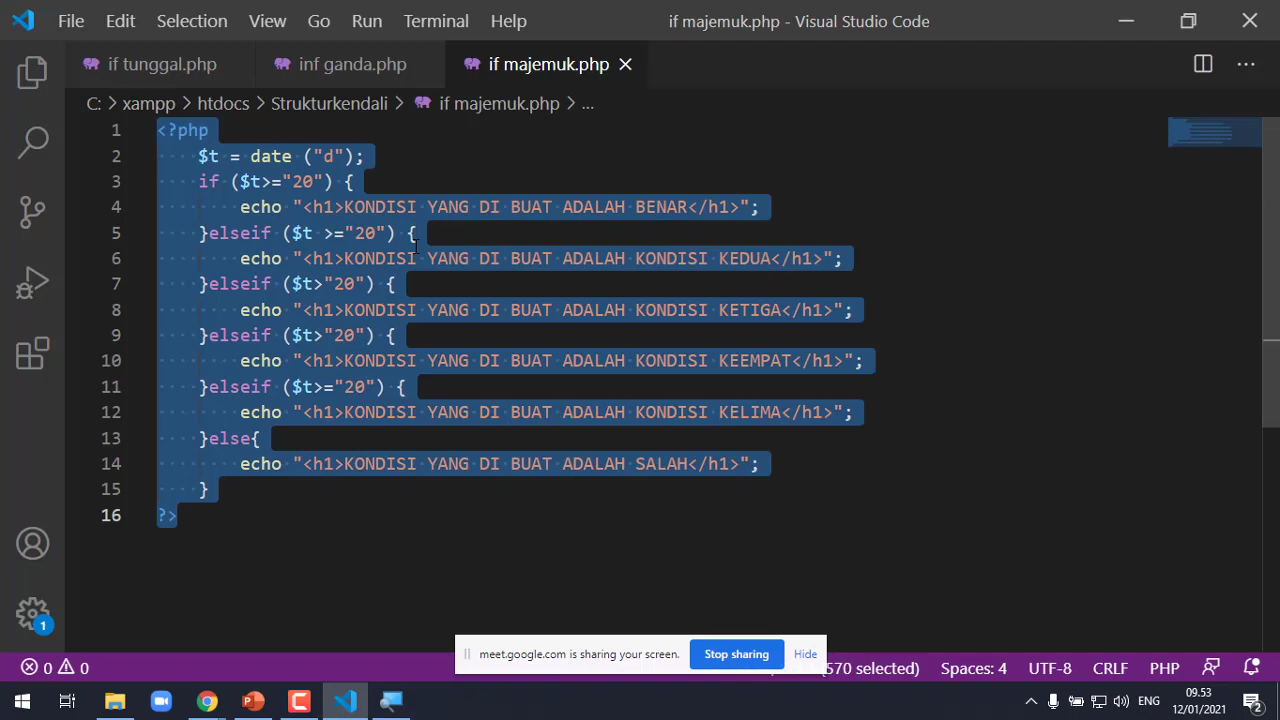 File Edit Selection View Go Run Terminal Help if majemuk.php - Visual Studio Code
if tunggal.php inf ganda.php if majemuk.php
C: > xampp > htdocs > Strukturkendali > if majemuk.php > ...
1 <?php
2 $t = date ("d");
3 if ($t>="20") {
4 echo "<h1>KONDISI YANG DI BUAT ADALAH BENAR</h1>";
5 }elseif ($t >="20") {
6 echo "<h1>KONDISI YANG DI BUAT ADALAH KONDISI KEDUA</h1>";
7 }elseif ($t>"20") {
8 echo "<h1>KONDISI YANG DI BUAT ADALAH KONDISI KETIGA</h1>";
9 }elseif ($t>"20") {
10 echo "<h1>KONDISI YANG DI BUAT ADALAH KONDISI KEEMPAT</h1>";
11 }elseif ($t>="20") {
12 echo "<h1>KONDISI YANG DI BUAT ADALAH KONDISI KELIMA</h1>";
13 }else{
14 echo "<h1>KONDISI YANG DI BUAT ADALAH SALAH</h1>";
15 }
16 ?>
1
meet.google.com is sharing your screen. Stop sharing Hide
0 0 (570 selected) Spaces: 4 UTF-8 CRLF PHP
ENG 09.53
12/01/2021 2